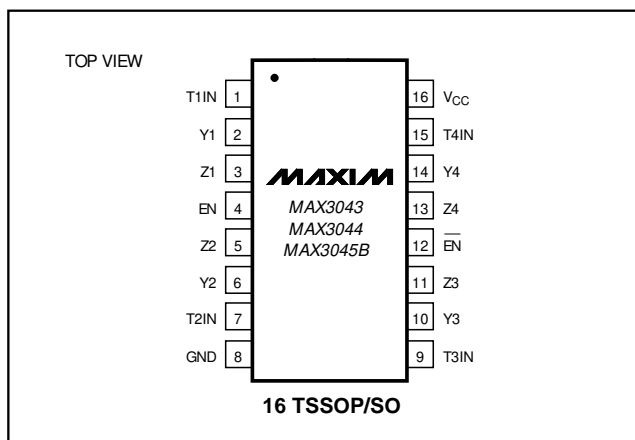 TOP VIEW
T1IN 1 16 VCC
Y1 2 15 T4IN
Z1 3 14 Y4
MAXIM
EN 4 13 Z4
MAX3043
MAX3044
MAX3045B
Z2 5 12 E̅N̅
Y2 6 11 Z3
T2IN 7 10 Y3
GND 8 9 T3IN
16 TSSOP/SO